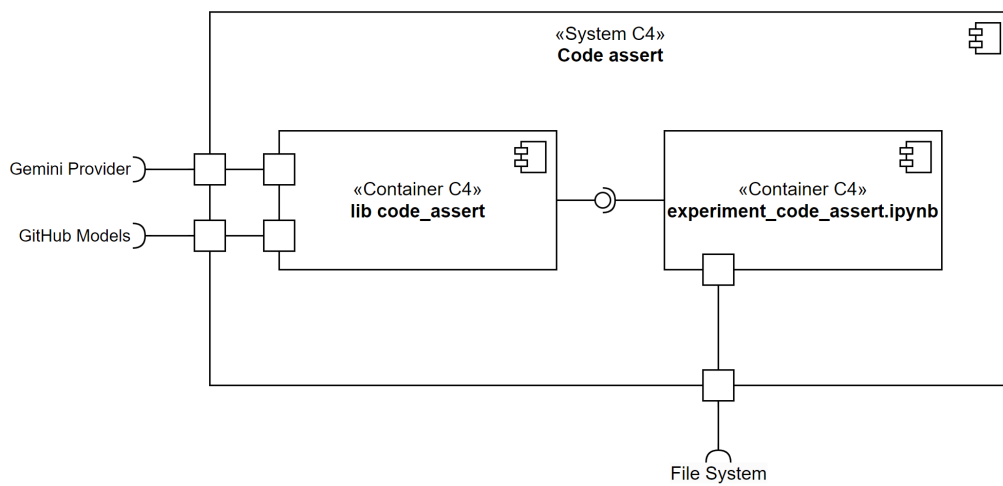 «System C4»
Code assert
Gemini Provider
GitHub Models
«Container C4»
lib code_assert
«Container C4»
experiment_code_assert.ipynb
File System